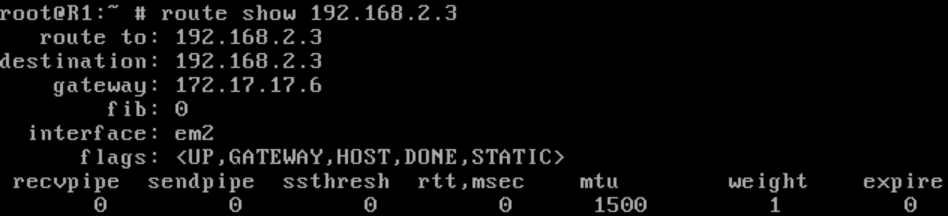 root@R1:~ # route show 192.168.2.3
   route to: 192.168.2.3
destination: 192.168.2.3
    gateway: 172.17.17.6
        fib: 0
  interface: em2
      flags: <UP,GATEWAY,HOST,DONE,STATIC>
 recvpipe  sendpipe  ssthresh  rtt,msec    mtu        weight    expire
       0         0         0         0      1500         1         0